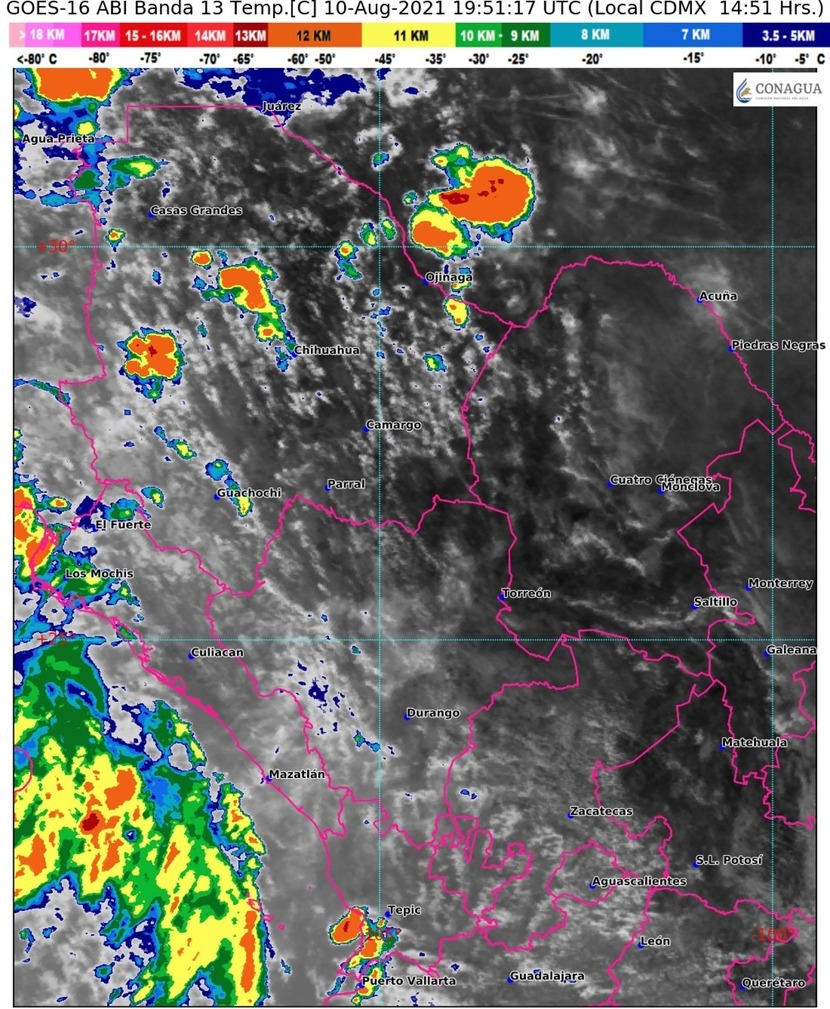 GOES-16 ABI Banda 13 Temp.[C] 10-Aug-2021 19:51:17 UTC (Local CDMX 14:51 Hrs.)
> 18 KM 17KM 15 - 16KM 14KM 13KM 12 KM 11 KM 10 KM - 9 KM 8 KM 7 KM 3.5 - 5KM
<-80° C -80° -75° -70° -65° -60° -50° -45° -35° -30° -25° -20° -15° -10° -5° C
CONAGUA
Juárez
Agua Prieta
Casas Grandes
+30°
Ojinaga
Acuña
Piedras Negras
Chihuahua
Camargo
Cuatro Ciénegas
Monclova
Parral
Guachochi
El Fuerte
Los Mochis
Monterrey
Torreón
Saltillo
Culiacan
Galeana
Durango
Matehuala
Mazatlán
Zacatecas
S.L. Potosí
Aguascalientes
Tepic
León
Puerto Vallarta
Guadalajara
Querétaro